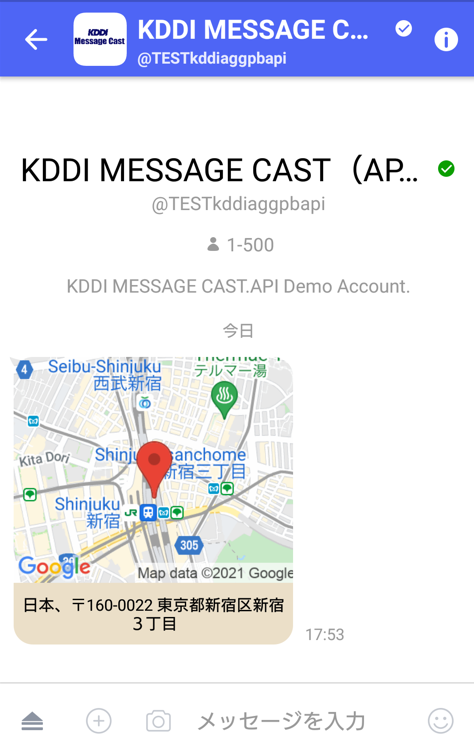 KDDI
Message Cast
KDDI MESSAGE C...
@TESTkddiaggpbapi
KDDI MESSAGE CAST（AP...
@TESTkddiaggpbapi
1-500
KDDI MESSAGE CAST.API Demo Account.
今日
4
Seibu-Shinjuku
西武新宿
テルマー湯
Kita Dori
新宿三丁目
Shinjuku
新宿
JR
305
Google
Map data ©2021 Google
日本、〒160-0022 東京都新宿区新宿
３丁目
17:53
メッセージを入力